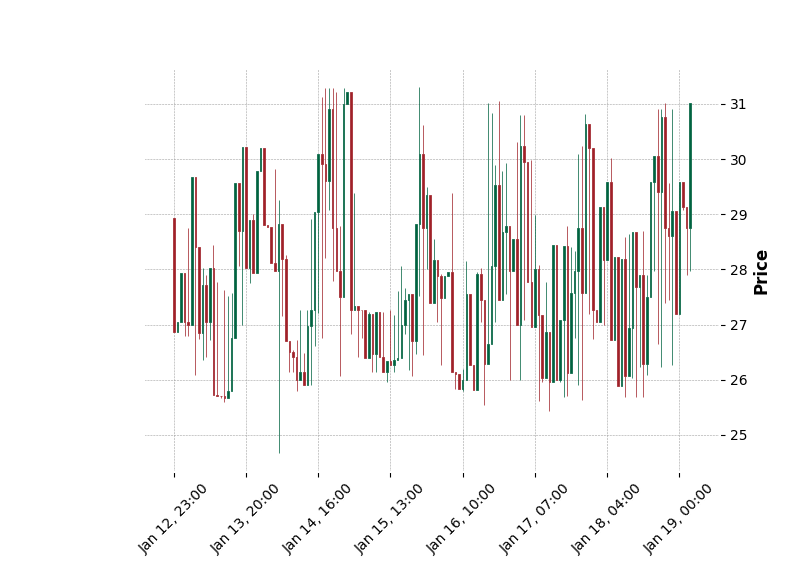 31
30
29
28
27
26
25
Price
Jan 12, 23:00
Jan 13, 20:00
Jan 14, 16:00
Jan 15, 13:00
Jan 16, 10:00
Jan 17, 07:00
Jan 18, 04:00
Jan 19, 00:00